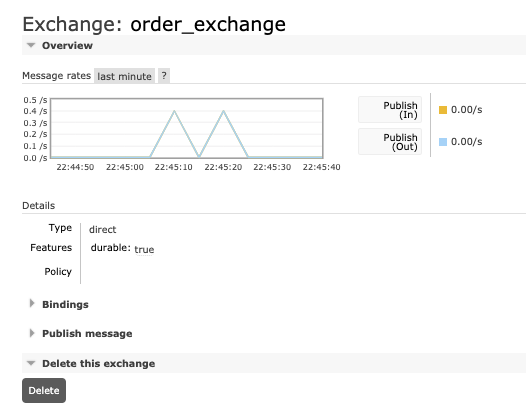 Exchange: order_exchange
Overview
Message rates last minute ?
0.5 /s
0.4 /s
0.3 /s
0.2 /s
0.1 /s
0.0 /s
22:44:50 22:45:00 22:45:10 22:45:20 22:45:30 22:45:40
Publish
(In)
0.00/s
Publish
(Out)
0.00/s
Details
Type direct
Features durable: true
Policy
Bindings
Publish message
Delete this exchange
Delete